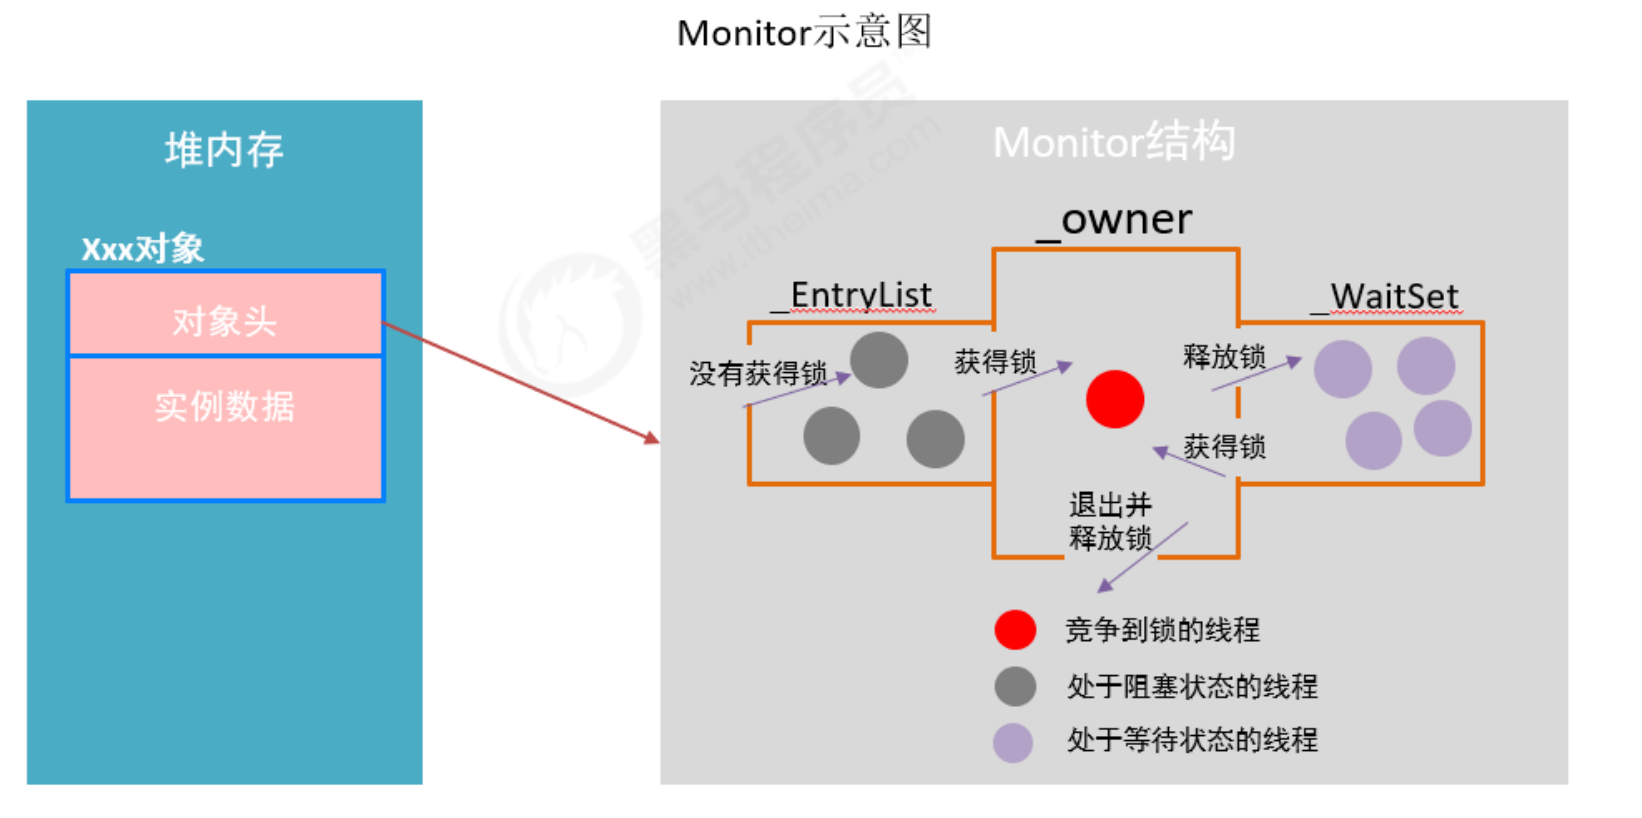 Monitor示意图
堆内存
Xxx对象
对象头
实例数据
黑马程序员
www.itheima.com
Monitor结构
_owner
_EntryList
_WaitSet
没有获得锁
获得锁
释放锁
获得锁
退出并
释放锁
竞争到锁的线程
处于阻塞状态的线程
处于等待状态的线程